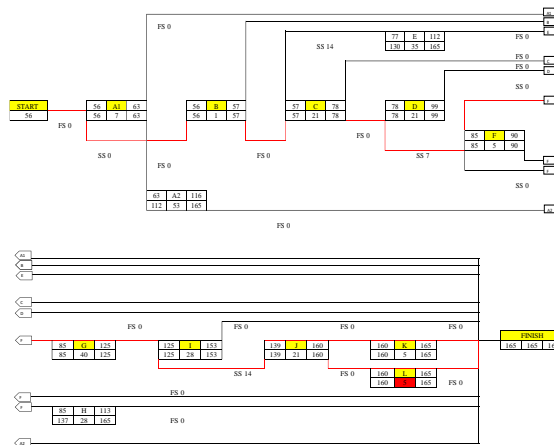 A1
FS 0
B
E
FS 0
77 E 112
130 35 165
SS 14
FS 0
C
D
SS 0
START
56
56 A1 63
56 7 63
56 B 57
56 1 57
57 C 78
57 21 78
78 D 99
78 21 99
F
FS 0
FS 0
FS 0
85 F 90
85 5 90
SS 0
SS 7
FS 0
F
F
SS 0
63 A2 116
112 53 165
A2
FS 0
A1
B
E
C
D
FS 0
FS 0
FS 0
FS 0
F
85 G 125
85 40 125
125 I 153
125 28 153
139 J 160
139 21 160
160 K 165
160 5 165
FINISH
165 165
SS 14
FS 0
160 L 165
160 5 165
FS 0
FS 0
F
F
85 H 113
137 28 165
FS 0
A2